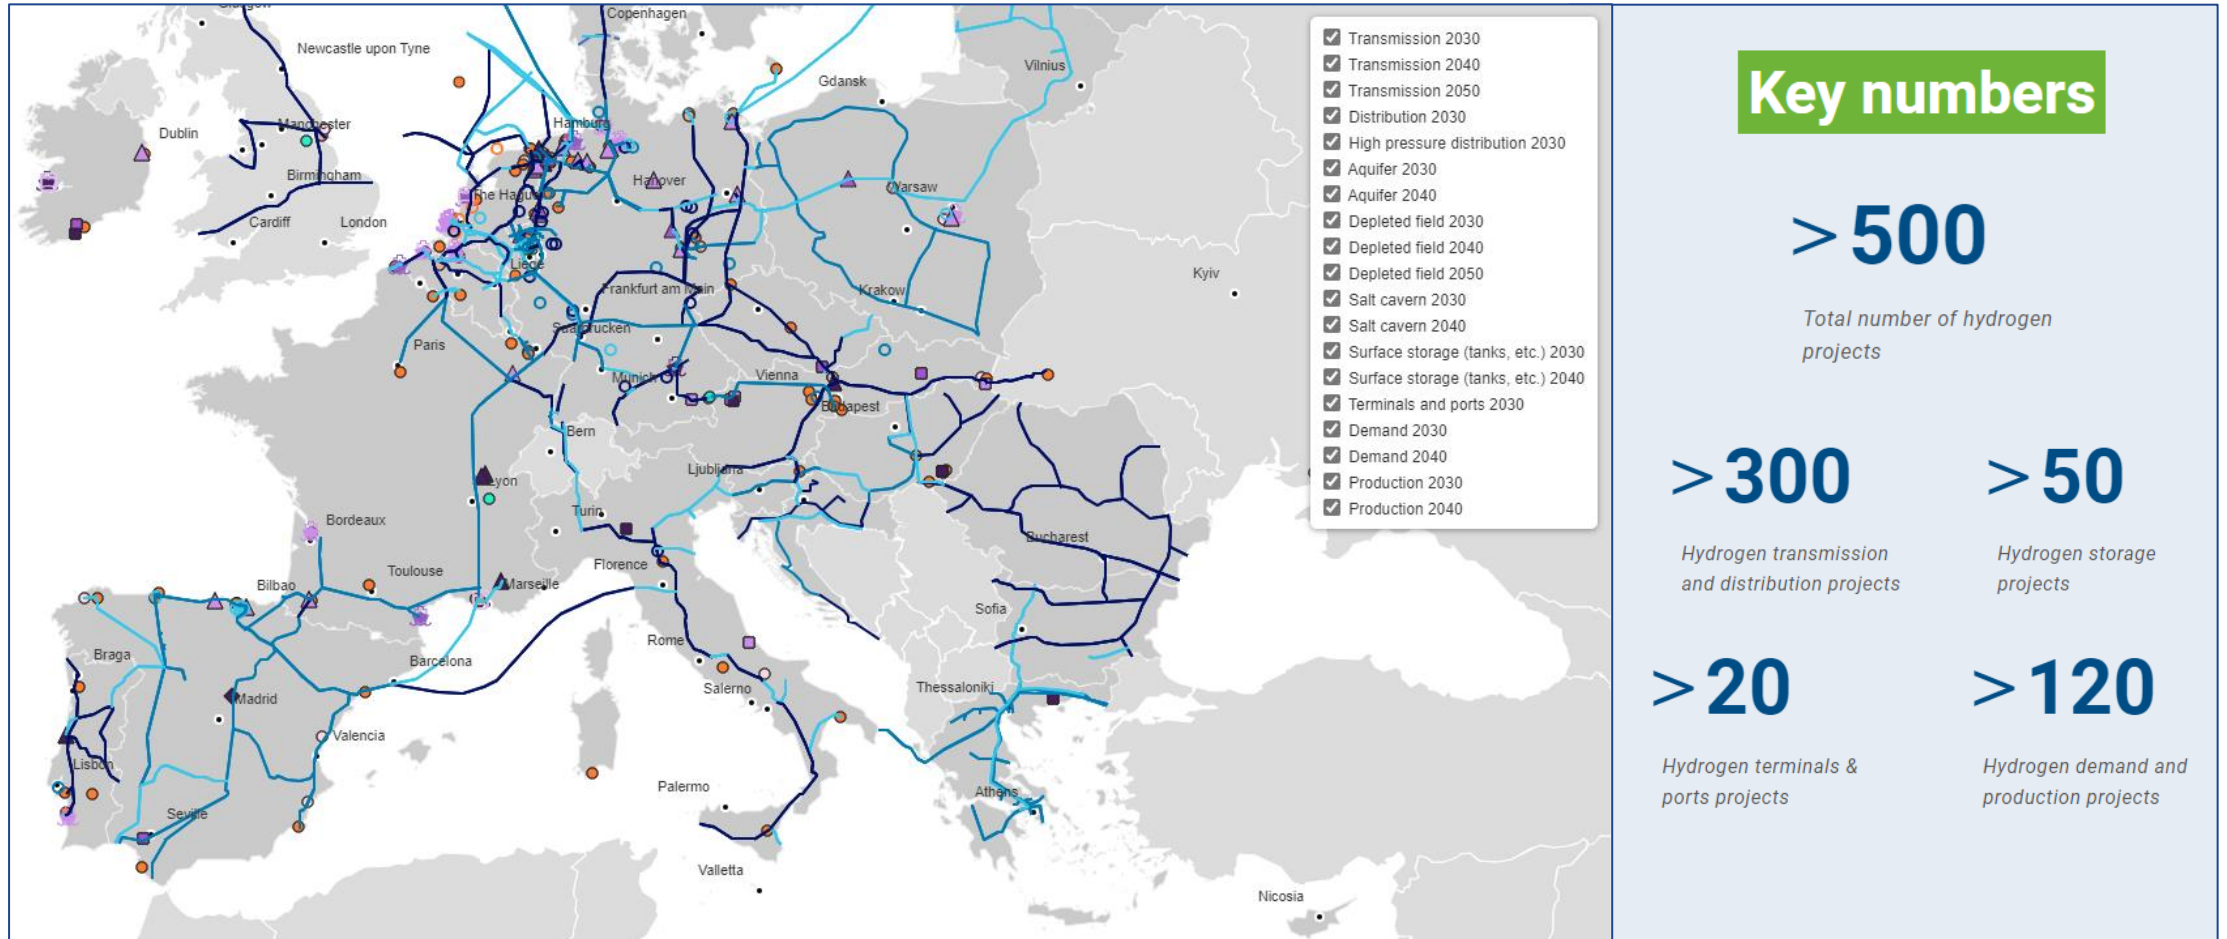 Copenhagen
Newcastle upon Tyne
Vilnius
Gdansk
Hamburg
Manchester
Dublin
Birmingham
Hanover
Warsaw
The Hague
Cardiff
London
Liege
Kyiv
Frankfurt am Main
Krakow
Saarbrucken
Paris
Munich
Vienna
Budapest
Bern
Ljubljana
Lyon
Turin
Bordeaux
Bucharest
Florence
Toulouse
Marseille
Bilbao
Sofia
Rome
Braga
Barcelona
Salerno
Thessaloniki
Madrid
Valencia
Lisbon
Palermo
Athens
Seville
Valletta
Nicosia
Transmission 2030
Transmission 2040
Transmission 2050
Distribution 2030
High pressure distribution 2030
Aquifer 2030
Aquifer 2040
Depleted field 2030
Depleted field 2040
Depleted field 2050
Salt cavern 2030
Salt cavern 2040
Surface storage (tanks, etc.) 2030
Surface storage (tanks, etc.) 2040
Terminals and ports 2030
Demand 2030
Demand 2040
Production 2030
Production 2040
Key numbers
>500
Total number of hydrogen
projects
>300
Hydrogen transmission
and distribution projects
>50
Hydrogen storage
projects
>20
Hydrogen terminals &
ports projects
>120
Hydrogen demand and
production projects